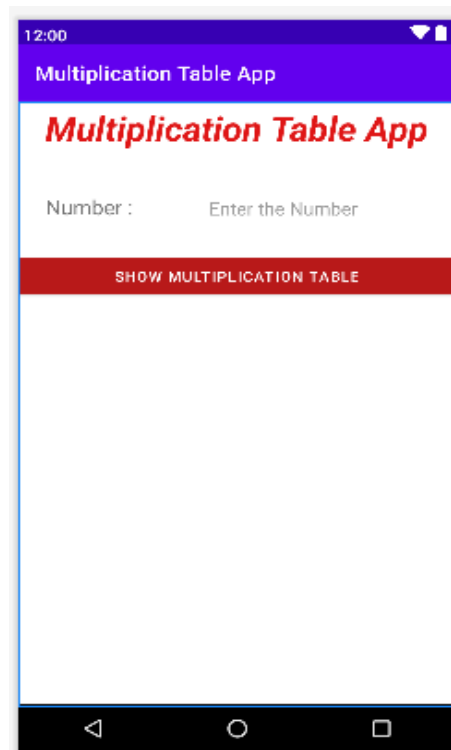 12:00
Multiplication Table App
Multiplication Table App
Number : Enter the Number
SHOW MULTIPLICATION TABLE